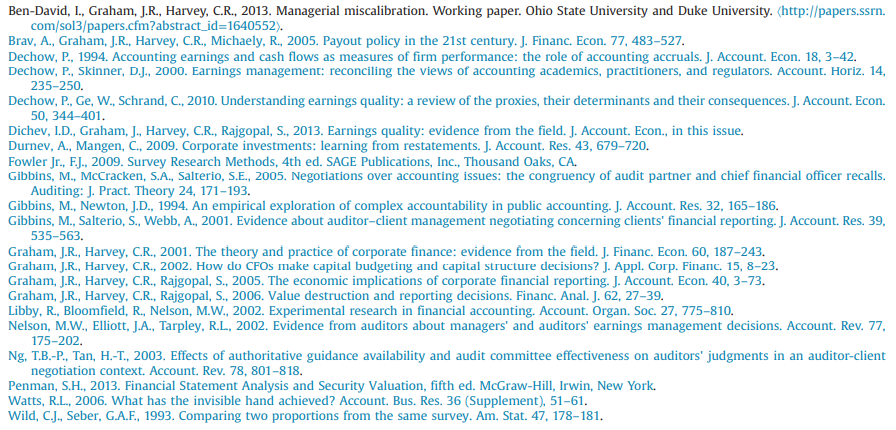 Ben-David, I., Graham, J.R., Harvey, C.R., 2013. Managerial miscalibration. Working paper. Ohio State University and Duke University. 〈http://papers.ssrn.
com/sol3/papers.cfm?abstract_id=1640552〉.
Brav, A., Graham, J.R., Harvey, C.R., Michaely, R., 2005. Payout policy in the 21st century. J. Financ. Econ. 77, 483–527.
Dechow, P., 1994. Accounting earnings and cash flows as measures of firm performance: the role of accounting accruals. J. Account. Econ. 18, 3–42.
Dechow, P., Skinner, D.J., 2000. Earnings management: reconciling the views of accounting academics, practitioners, and regulators. Account. Horiz. 14,
235–250.
Dechow, P., Ge, W., Schrand, C., 2010. Understanding earnings quality: a review of the proxies, their determinants and their consequences. J. Account. Econ.
50, 344–401.
Dichev, I.D., Graham, J., Harvey, C.R., Rajgopal, S., 2013. Earnings quality: evidence from the field. J. Account. Econ., in this issue.
Durnev, A., Mangen, C., 2009. Corporate investments: learning from restatements. J. Account. Res. 43, 679–720.
Fowler Jr., F.J., 2009. Survey Research Methods, 4th ed. SAGE Publications, Inc., Thousand Oaks, CA.
Gibbins, M., McCracken, S.A., Salterio, S.E., 2005. Negotiations over accounting issues: the congruency of audit partner and chief financial officer recalls.
Auditing: J. Pract. Theory 24, 171–193.
Gibbins, M., Newton, J.D., 1994. An empirical exploration of complex accountability in public accounting. J. Account. Res. 32, 165–186.
Gibbins, M., Salterio, S., Webb, A., 2001. Evidence about auditor–client management negotiating concerning clients' financial reporting. J. Account. Res. 39,
535–563.
Graham, J.R., Harvey, C.R., 2001. The theory and practice of corporate finance: evidence from the field. J. Financ. Econ. 60, 187–243.
Graham, J.R., Harvey, C.R., 2002. How do CFOs make capital budgeting and capital structure decisions? J. Appl. Corp. Financ. 15, 8–23.
Graham, J.R., Harvey, C.R., Rajgopal, S., 2005. The economic implications of corporate financial reporting. J. Account. Econ. 40, 3–73.
Graham, J.R., Harvey, C.R., Rajgopal, S., 2006. Value destruction and reporting decisions. Financ. Anal. J. 62, 27–39.
Libby, R., Bloomfield, R., Nelson, M.W., 2002. Experimental research in financial accounting. Account. Organ. Soc. 27, 775–810.
Nelson, M.W., Elliott, J.A., Tarpley, R.L., 2002. Evidence from auditors about managers' and auditors' earnings management decisions. Account. Rev. 77,
175–202.
Ng, T.B.-P., Tan, H.-T., 2003. Effects of authoritative guidance availability and audit committee effectiveness on auditors' judgments in an auditor-client
negotiation context. Account. Rev. 78, 801–818.
Penman, S.H., 2013. Financial Statement Analysis and Security Valuation, fifth ed. McGraw-Hill, Irwin, New York.
Watts, R.L., 2006. What has the invisible hand achieved? Account. Bus. Res. 36 (Supplement), 51–61.
Wild, C.J., Seber, G.A.F., 1993. Comparing two proportions from the same survey. Am. Stat. 47, 178–181.